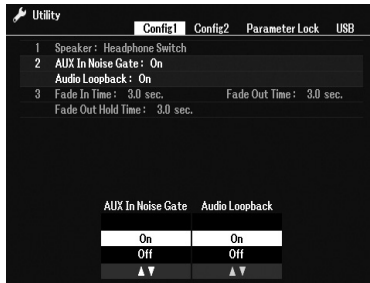 Utility
Config1 Config2 Parameter Lock USB
1 Speaker: Headphone Switch
2 AUX In Noise Gate: On
Audio Loopback: On
3 Fade In Time: 3.0 sec. Fade Out Time: 3.0 sec.
Fade Out Hold Time: 3.0 sec.
AUX In Noise Gate Audio Loopback
On On
Off Off
▲▼ ▲▼